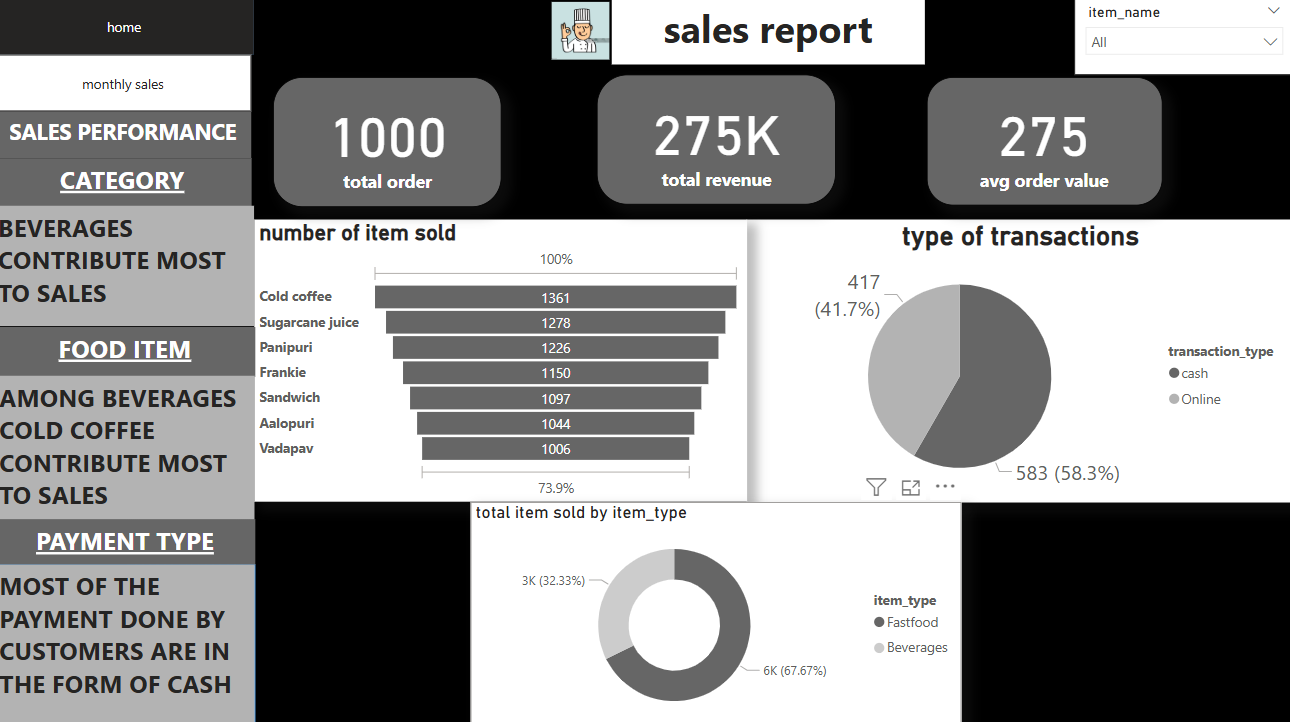 home
monthly sales
SALES PERFORMANCE
CATEGORY
BEVERAGES
CONTRIBUTE MOST
TO SALES
FOOD ITEM
AMONG BEVERAGES
COLD COFFEE
CONTRIBUTE MOST
TO SALES
PAYMENT TYPE
MOST OF THE
PAYMENT DONE BY
CUSTOMERS ARE IN
THE FORM OF CASH
sales report
item_name
All
1000
total order
275K
total revenue
275
avg order value
number of item sold
100%
Cold coffee 1361
Sugarcane juice 1278
Panipuri 1226
Frankie 1150
Sandwich 1097
Aalopuri 1044
Vadapav 1006
73.9%
type of transactions
417
(41.7%)
583 (58.3%)
transaction_type
cash
Online
total item sold by item_type
3K (32.33%)
6K (67.67%)
item_type
Fastfood
Beverages